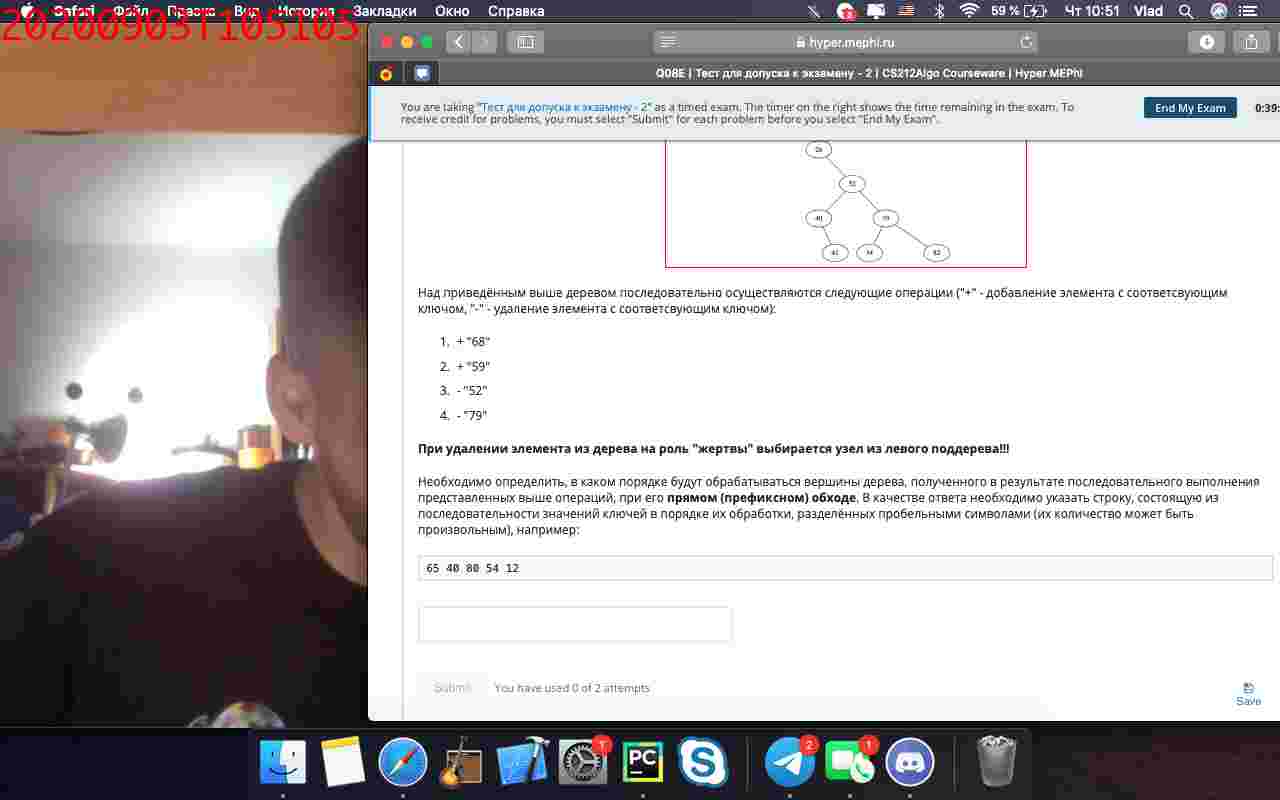 Safari Файл Правка Вид История Закладки Окно Справка 59 % Чт 10:51 Vlad
20200903T105105
hyper.mephi.ru
Q08E | Тест для допуска к экзамену - 2 | CS212Algo Courseware | Hyper.MEPhI
You are taking "Тест для допуска к экзамену - 2" as a timed exam. The timer on the right shows the time remaining in the exam. To
receive credit for problems, you must select "Submit" for each problem before you select "End My Exam".
End My Exam
0:39:
52
40
Над приведённым выше деревом последовательно осуществляются следующие операции ("+" - добавление элемента с соответсвующим
ключом, "-" - удаление элемента с соответсвующим ключом):
1. + "68"
2. + "59"
3. - "52"
4. - "79"
При удалении элемента из дерева на роль "жертвы" выбирается узел из левого поддерева!!!
Необходимо определить, в каком порядке будут обрабатываться вершины дерева, полученного в результате последовательного выполнения
представленных выше операций, при его прямом (префиксном) обходе. В качестве ответа необходимо указать строку, состоящую из
последовательности значений ключей в порядке их обработки, разделённых пробельными символами (их количество может быть
произвольным), например:
65 40 80 54 12
Submit
You have used 0 of 2 attempts
Save
1
PC
2
1